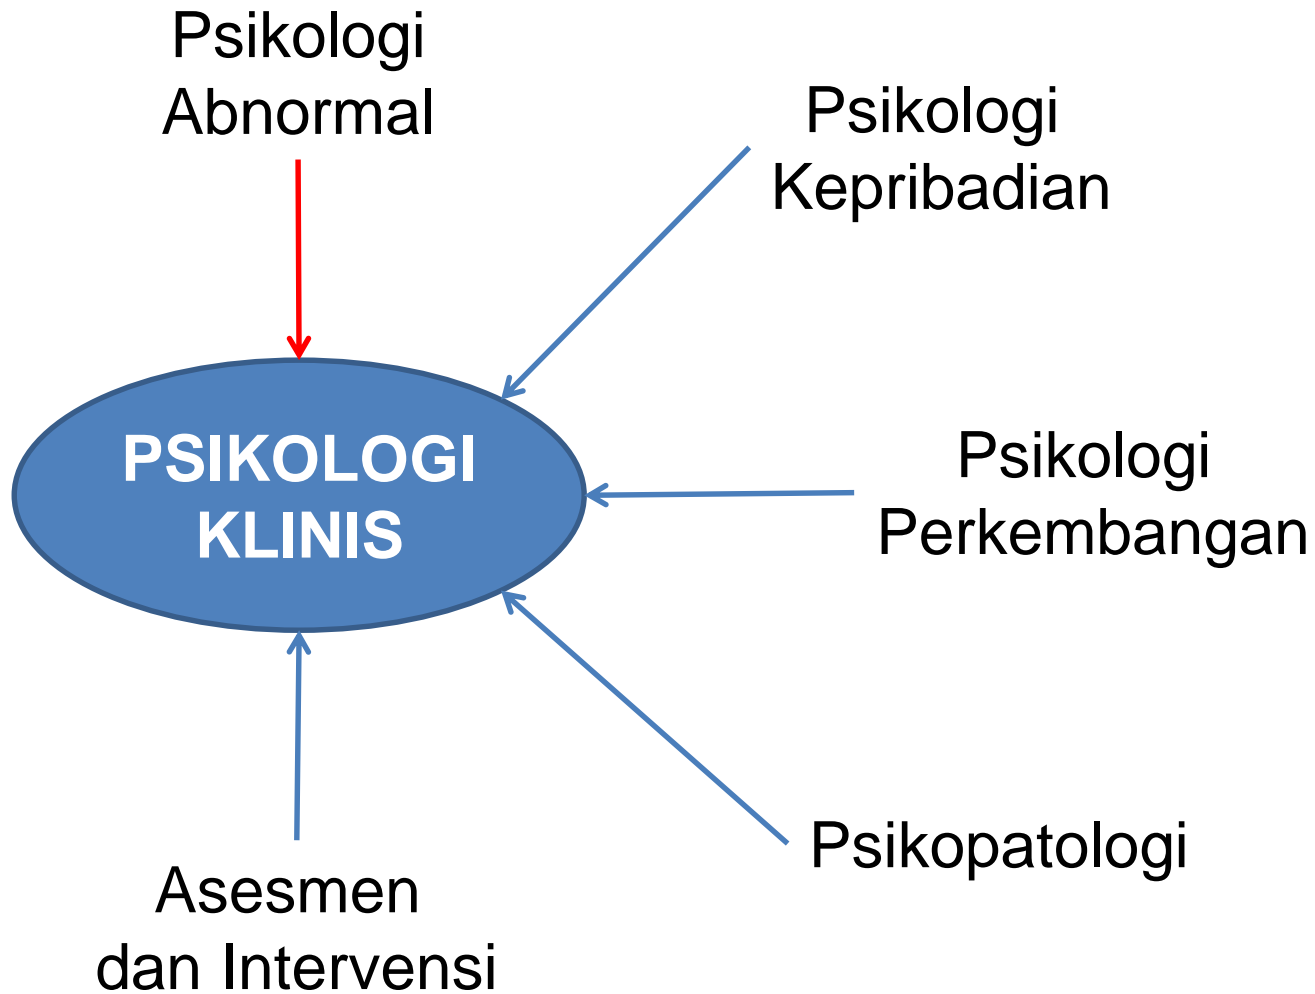 Psikologi
Abnormal
Psikologi
Kepribadian
PSIKOLOGI
KLINIS
Psikologi
Perkembangan
Psikopatologi
Asesmen
dan Intervensi